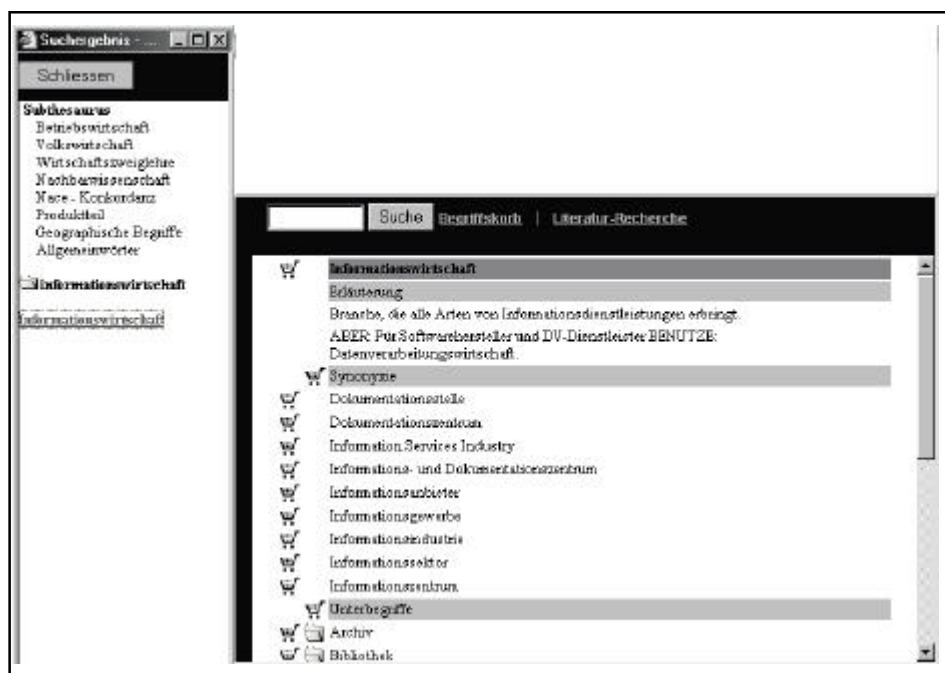 Suchergebnis - ...
Schliessen
Subthesaurus
Betriebswirtschaft
Volkswirtschaft
Wirtschaftszweiglehre
Nachbarwissenschaft
Nace - Konkordanz
Produktteil
Geographische Begriffe
Allgemeinwörter
Informationswirtschaft
Informationswirtschaft
Suche Begriffskorb | Literatur-Recherche
Informationswirtschaft
Erläuterung
Branche, die alle Arten von Informationsdienstleistungen erbringt.
ABER: Für Softwarehersteller und DV-Dienstleister BENUTZE:
Datenverarbeitungswirtschaft.
Synonyme
Dokumentationsstelle
Dokumentationszentrum
Information Services Industry
Informations- und Dokumentationszentrum
Informationsanbieter
Informationsgewerbe
Informationsindustrie
Informationssektor
Informationszentrum
Unterbegriffe
Archiv
Bibliothek